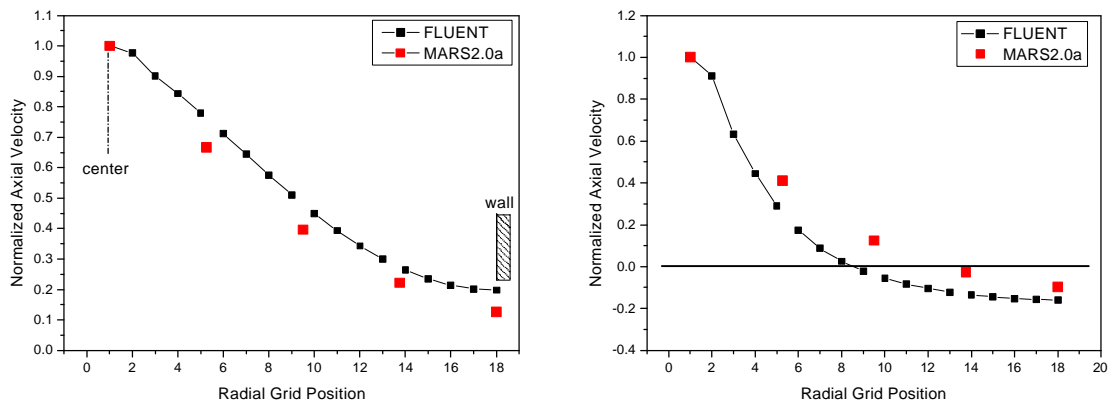 1.1
1.0
0.9
0.8
0.7
0.6
0.5
0.4
0.3
0.2
0.1
0.0
Normalized Axial Velocity
FLUENT
MARS2.0a
center
wall
0 2 4 6 8 10 12 14 16 18
Radial Grid Position
1.2
1.0
0.8
0.6
0.4
0.2
0.0
-0.2
-0.4
Normalized Axial Velocity
FLUENT
MARS2.0a
0 2 4 6 8 10 12 14 16 18 20
Radial Grid Position